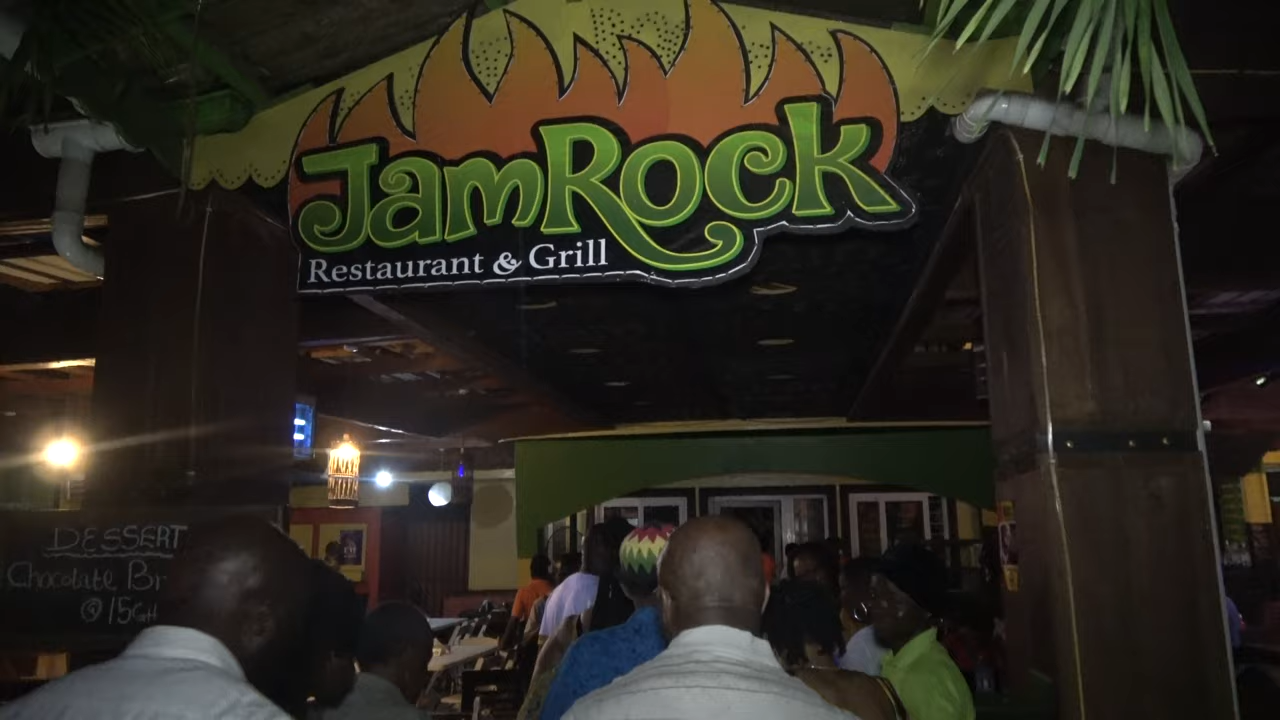 JamRock
Restaurant & Grill
DESSERT
Chocolate Br
@ 15GH